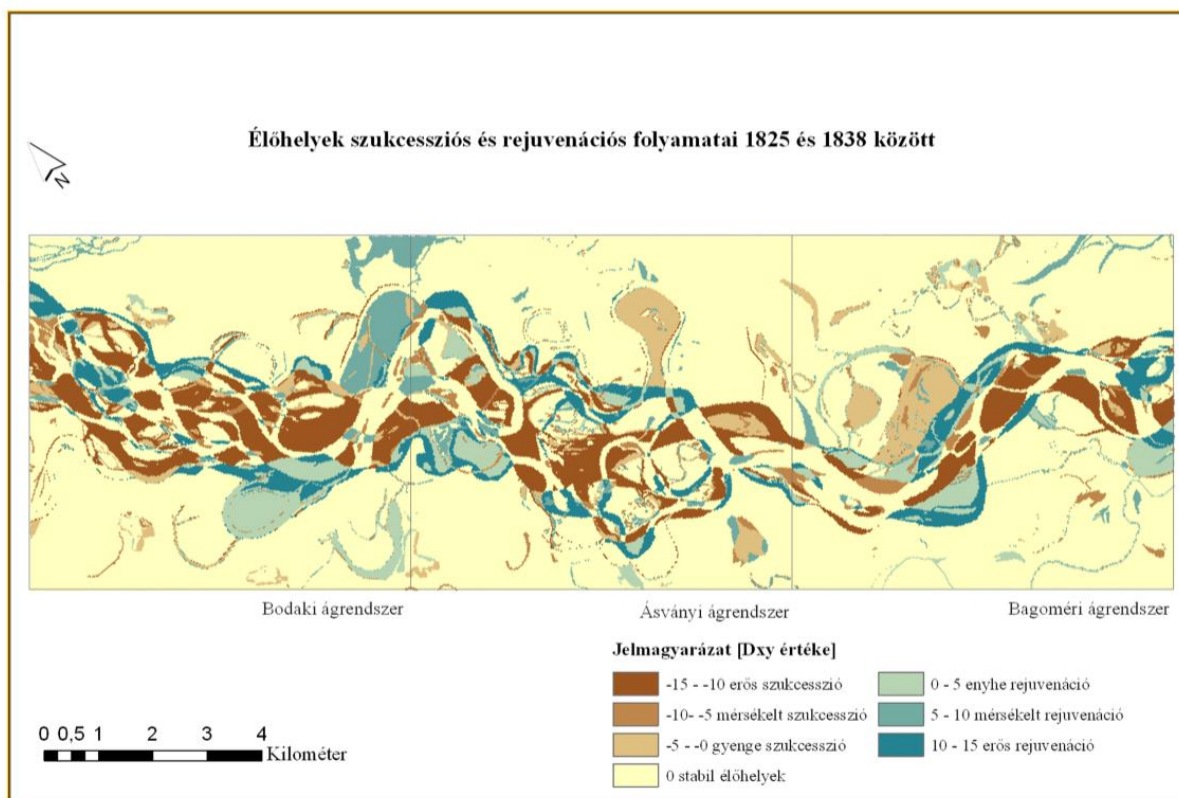 Élőhelyek szukcessziós és rejuvenációs folyamatai 1825 és 1838 között
N
Bodaki ágrendszer
Ásványi ágrendszer
Bagoméri ágrendszer
Jelmagyarázat [Dxy értéke]
-15 - -10 erős szukcesszió
-10- -5 mérsékelt szukcesszió
-5 - -0 gyenge szukcesszió
0 stabil élőhelyek
0 - 5 enyhe rejuvenáció
5 - 10 mérsékelt rejuvenáció
10 - 15 erős rejuvenáció
0 0,5 1 2 3 4
Kilométer